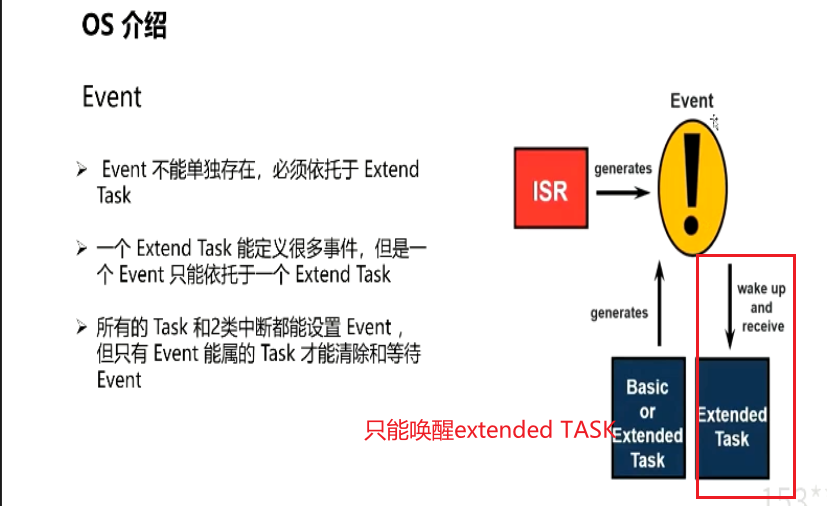 OS 介绍
Event
Event 不能单独存在，必须依托于 Extend
Task
一个 Extend Task 能定义很多事件，但是一
个 Event 只能依托于一个 Extend Task
所有的 Task 和2类中断都能设置 Event ，
但只有 Event 能属的 Task 才能清除和等待
Event
Event
ISR
generates
generates
wake up
and
receive
Basic
or
Extended
Task
Extended
Task
只能唤醒extended TASK